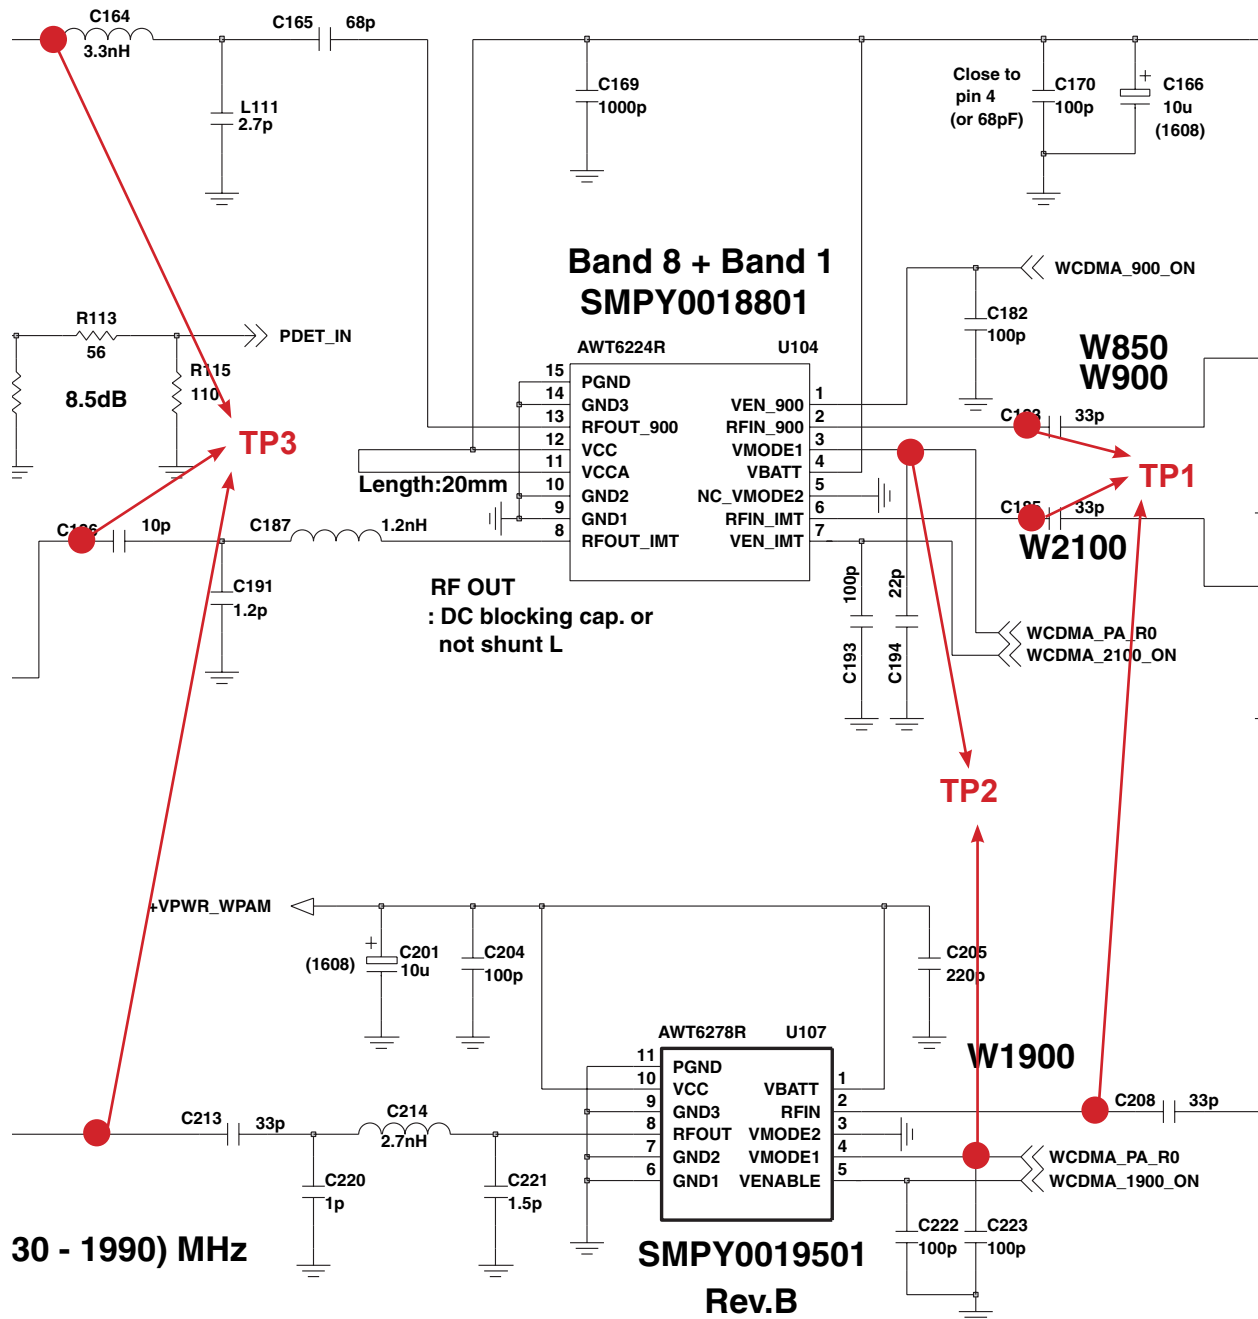 C164
3.3nH
C165
68p
L111
2.7p
C169
1000p
Close to
pin 4
(or 68pF)
C170
100p
+
C166
10u
(1608)
Band 8 + Band 1
SMPY0018801
WCDMA_900_ON
C182
100p
R113
56
PDET_IN
R115
110
8.5dB
TP3
AWT6224R
U104
15
PGND
14
GND3
13
RFOUT_900
12
VCC
11
VCCA
10
GND2
9
GND1
8
RFOUT_IMT
1
VEN_900
2
RFIN_900
3
VMODE1
4
VBATT
5
NC_VMODE2
6
RFIN_IMT
7
VEN_IMT
Length:20mm
W850
W900
33p
TP1
33p
W2100
10p
C187
1.2nH
C191
1.2p
RF OUT
: DC blocking cap. or
not shunt L
100p
C193
22p
C194
WCDMA_PA_R0
WCDMA_2100_ON
TP2
+VPWR_WPAM
(1608)
+
C201
10u
C204
100p
C205
220p
AWT6278R
U107
W1900
11
PGND
10
VCC
9
GND3
8
RFOUT
7
GND2
6
GND1
1
VBATT
2
RFIN
3
VMODE2
4
VMODE1
5
VENABLE
C208
33p
C213
33p
C214
2.7nH
C220
1p
C221
1.5p
WCDMA_PA_R0
WCDMA_1900_ON
C222
100p
C223
100p
30 - 1990) MHz
SMPY0019501
Rev.B